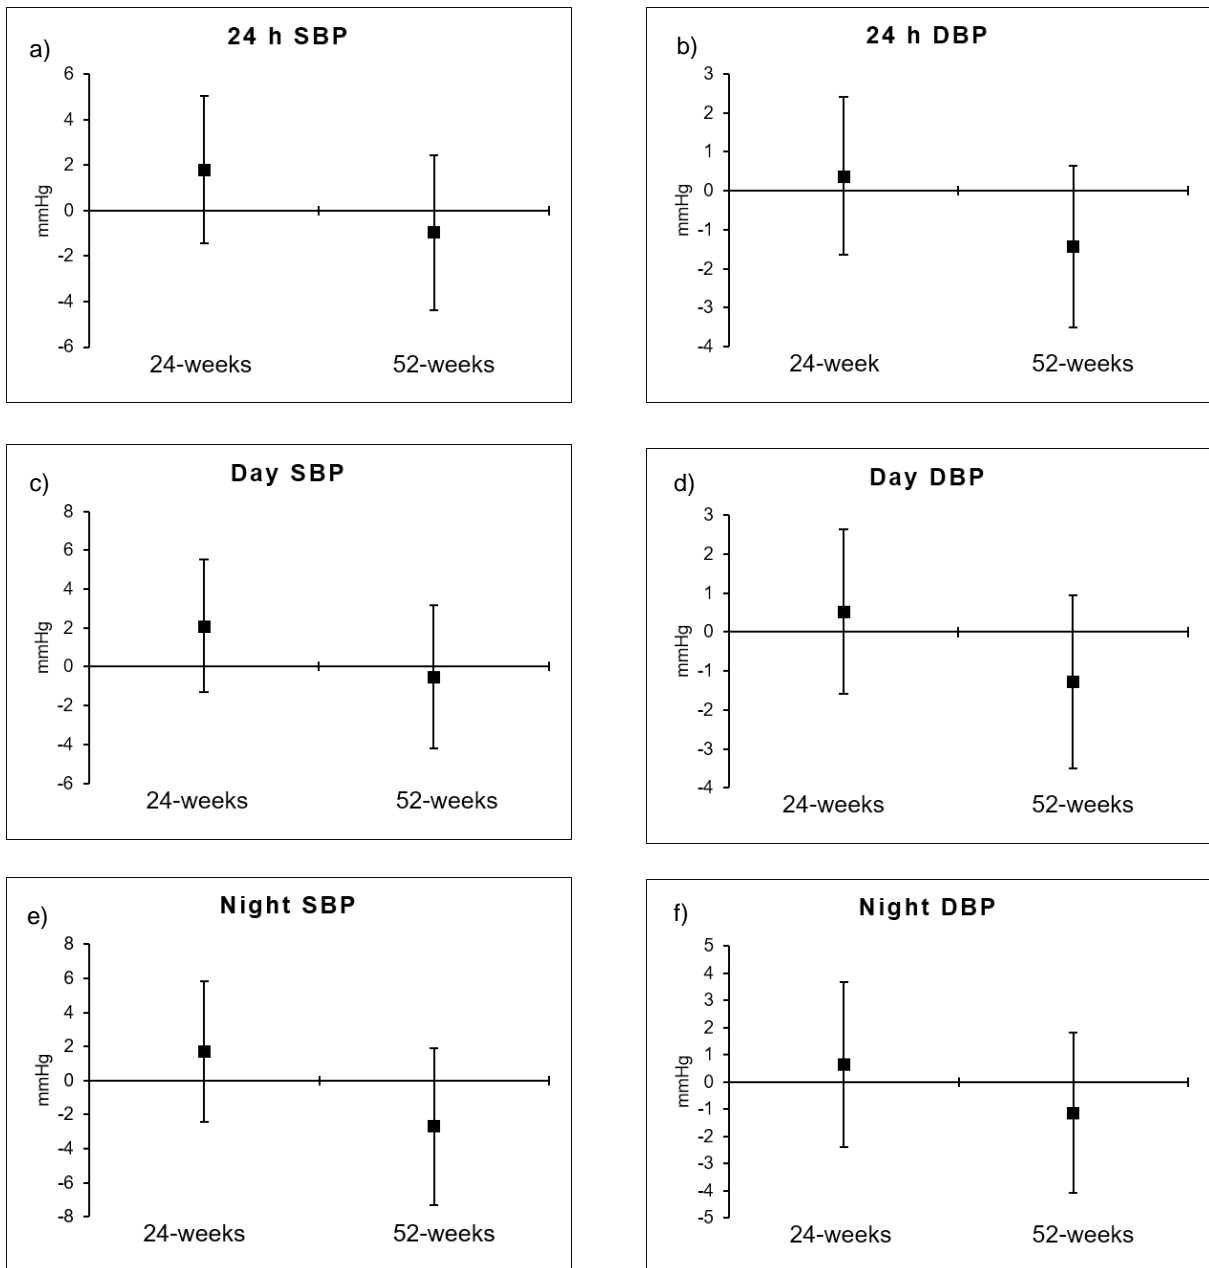 a)
24 h SBP
6
4
2
0
-2
-4
-6
mmHg
24-weeks
52-weeks
b)
24 h DBP
3
2
1
0
-1
-2
-3
-4
mmHg
24-week
52-weeks
c)
Day SBP
8
6
4
2
0
-2
-4
-6
mmHg
24-weeks
52-weeks
d)
Day DBP
3
2
1
0
-1
-2
-3
-4
mmHg
24-weeks
52-weeks
e)
Night SBP
8
6
4
2
0
-2
-4
-6
-8
mmHg
24-weeks
52-weeks
f)
Night DBP
5
4
3
2
1
0
-1
-2
-3
-4
-5
mmHg
24-weeks
52-weeks